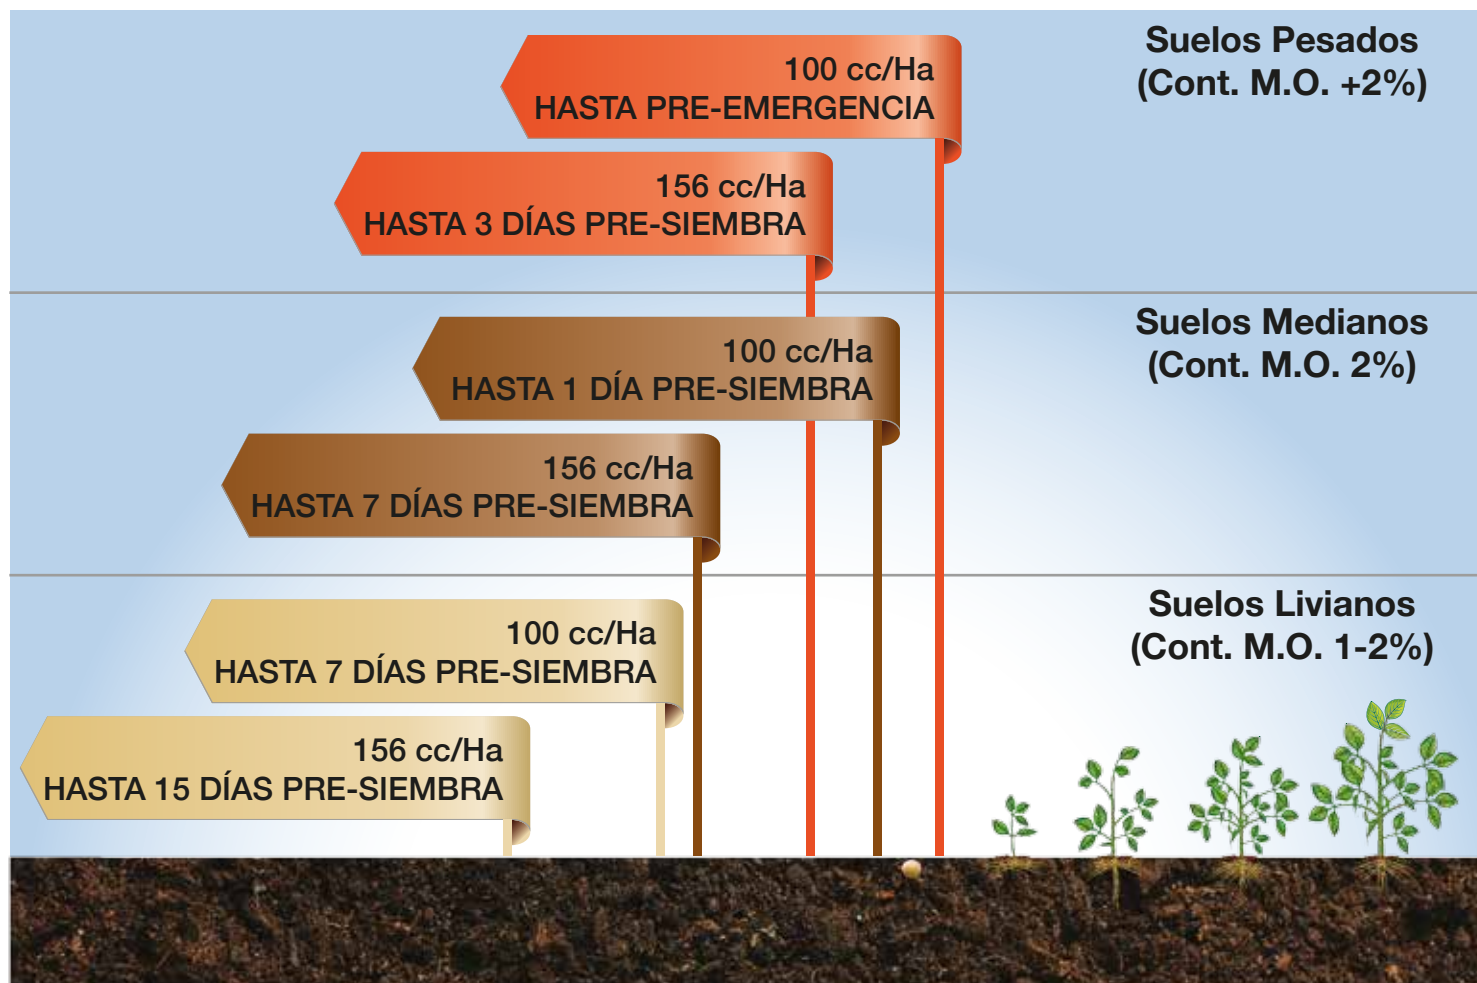 Suelos Pesados
(Cont. M.O. +2%)
100 cc/Ha
HASTA PRE-EMERGENCIA
156 cc/Ha
HASTA 3 DÍAS PRE-SIEMBRA
Suelos Medianos
(Cont. M.O. 2%)
100 cc/Ha
HASTA 1 DÍA PRE-SIEMBRA
156 cc/Ha
HASTA 7 DÍAS PRE-SIEMBRA
Suelos Livianos
(Cont. M.O. 1-2%)
100 cc/Ha
HASTA 7 DÍAS PRE-SIEMBRA
156 cc/Ha
HASTA 15 DÍAS PRE-SIEMBRA